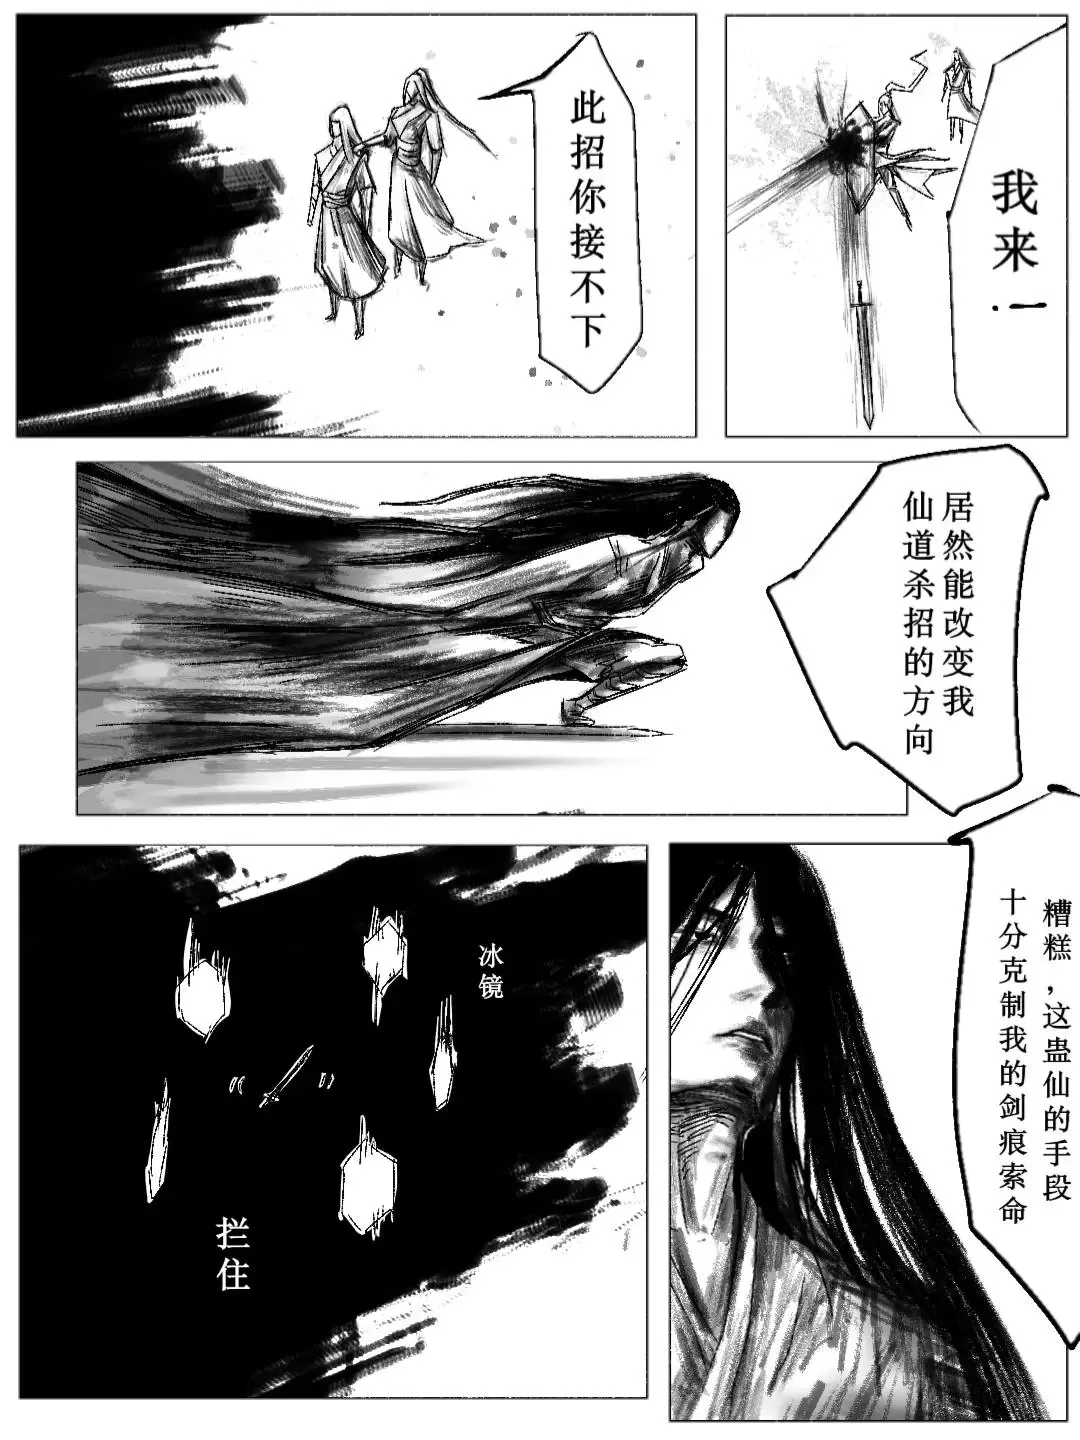 此招你接不下
我来！
居然能改变我
仙道杀招的方向
冰镜
拦住
糟糕，这蛊仙的手段
十分克制我的剑痕索命